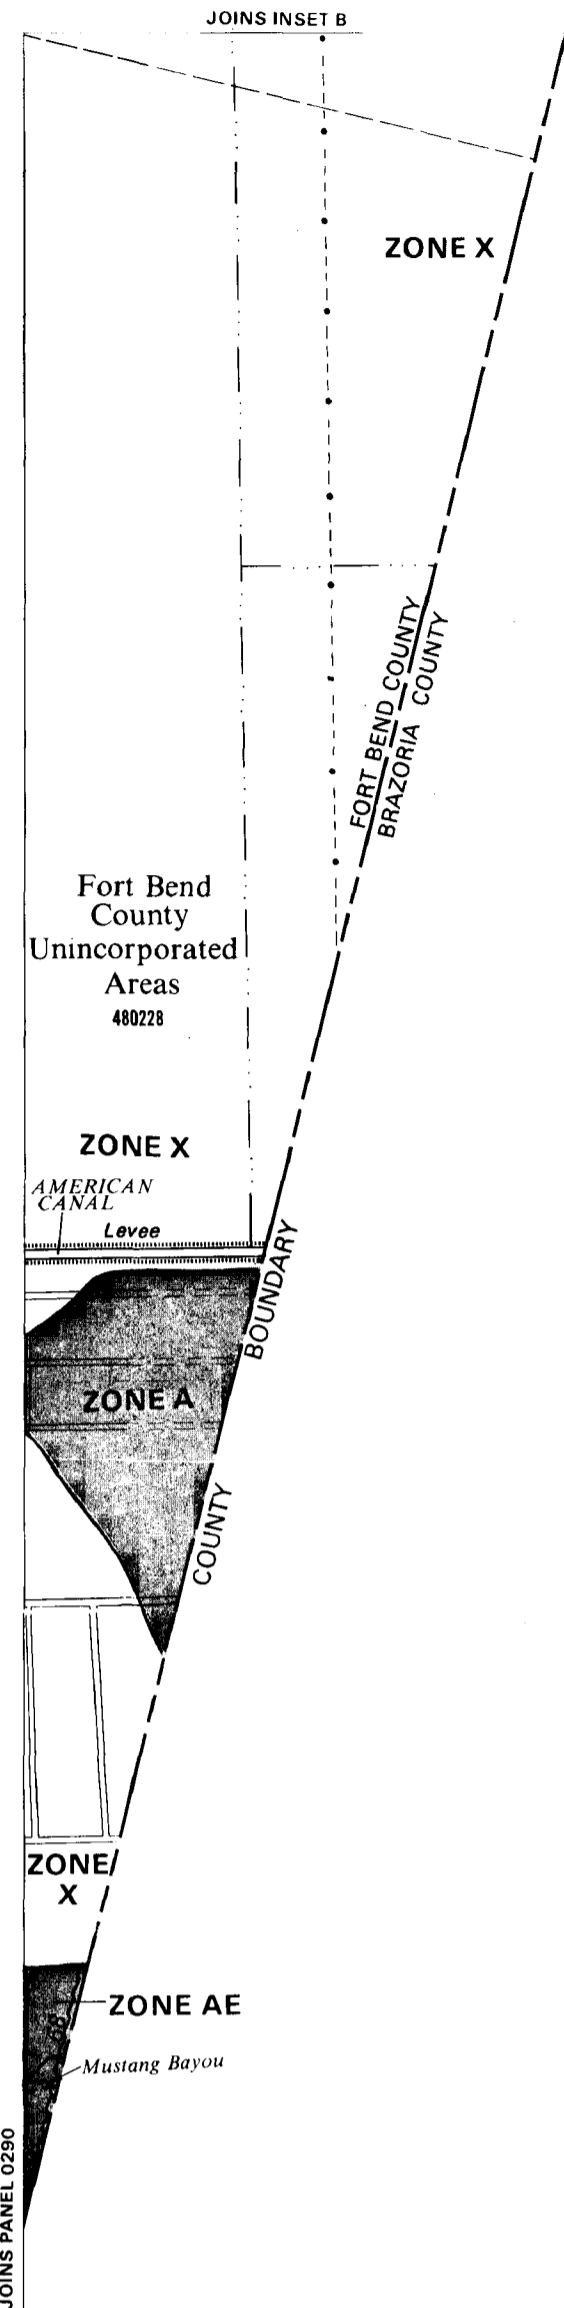 JOINS INSET B
ZONE X
FORT BEND COUNTY
BRAZORIA COUNTY
Fort Bend
County
Unincorporated
Areas
480228
ZONE X
AMERICAN
CANAL
Levee
BOUNDARY
ZONE A
COUNTY
ZONE
X
ZONE AE
68
Mustang Bayou
JOINS PANEL 0290